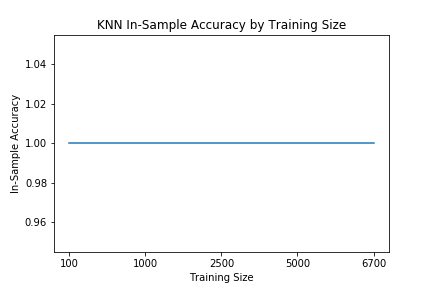 KNN In-Sample Accuracy by Training Size
1.04
1.02
1.00
0.98
0.96
In-Sample Accuracy
100 1000 2500 5000 6700
Training Size